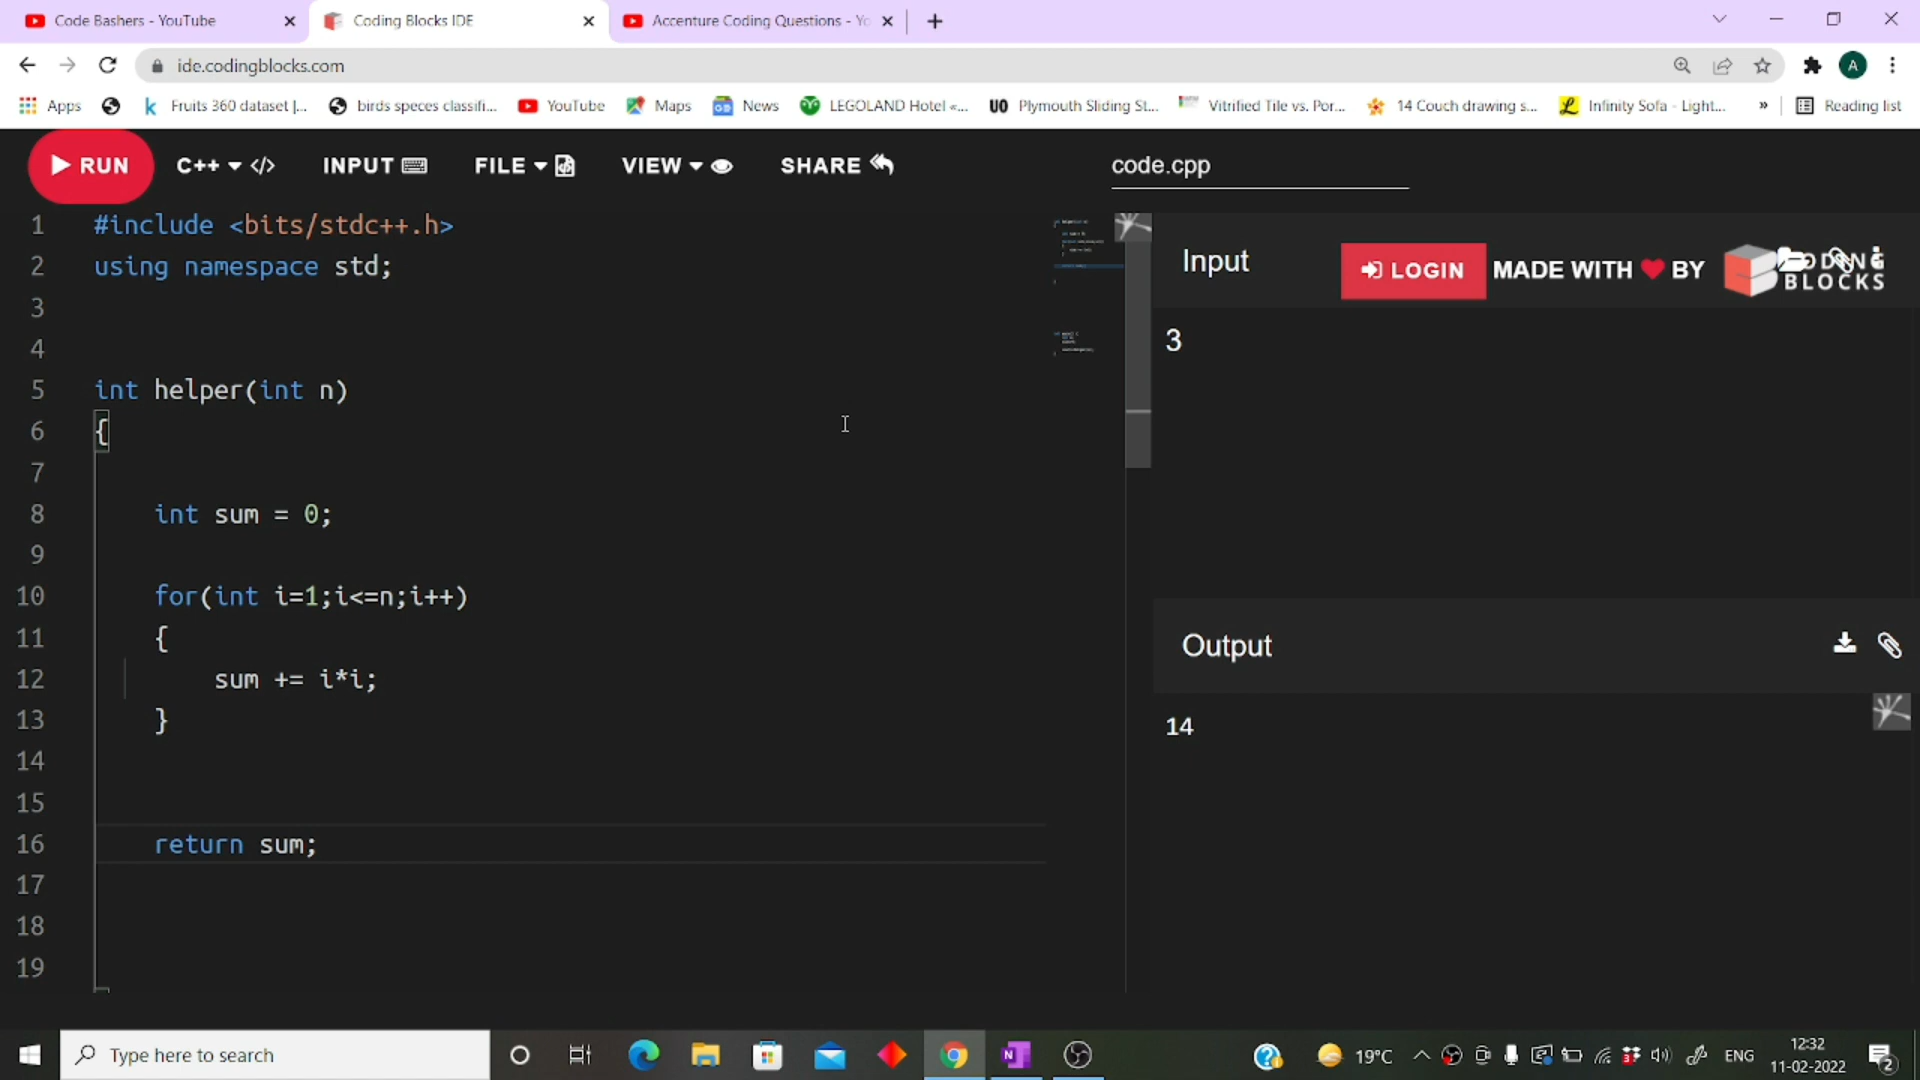 Code Bashers - YouTube
Coding Blocks IDE
Accenture Coding Questions - Yo
ide.codingblocks.com
A
Apps
Fruits 360 dataset |...
birds speces classifi...
YouTube
Maps
News
LEGOLAND Hotel «...
UO Plymouth Sliding St...
Vitrified Tile vs. Por...
14 Couch drawing s...
Infinity Sofa - Light...
»
Reading list
RUN
C++
INPUT
FILE
VIEW
SHARE
code.cpp
1 #include <bits/stdc++.h>
2 using namespace std;
3
4
5 int helper(int n)
6 {
7
8 int sum = 0;
9
10 for(int i=1;i<=n;i++)
11 {
12 sum += i*i;
13 }
14
15
16 return sum;
17
18
19
Input
LOGIN
MADE WITH ❤ BY
CODING
BLOCKS
3
Output
14
Type here to search
19°C
ENG
12:32
11-02-2022
2